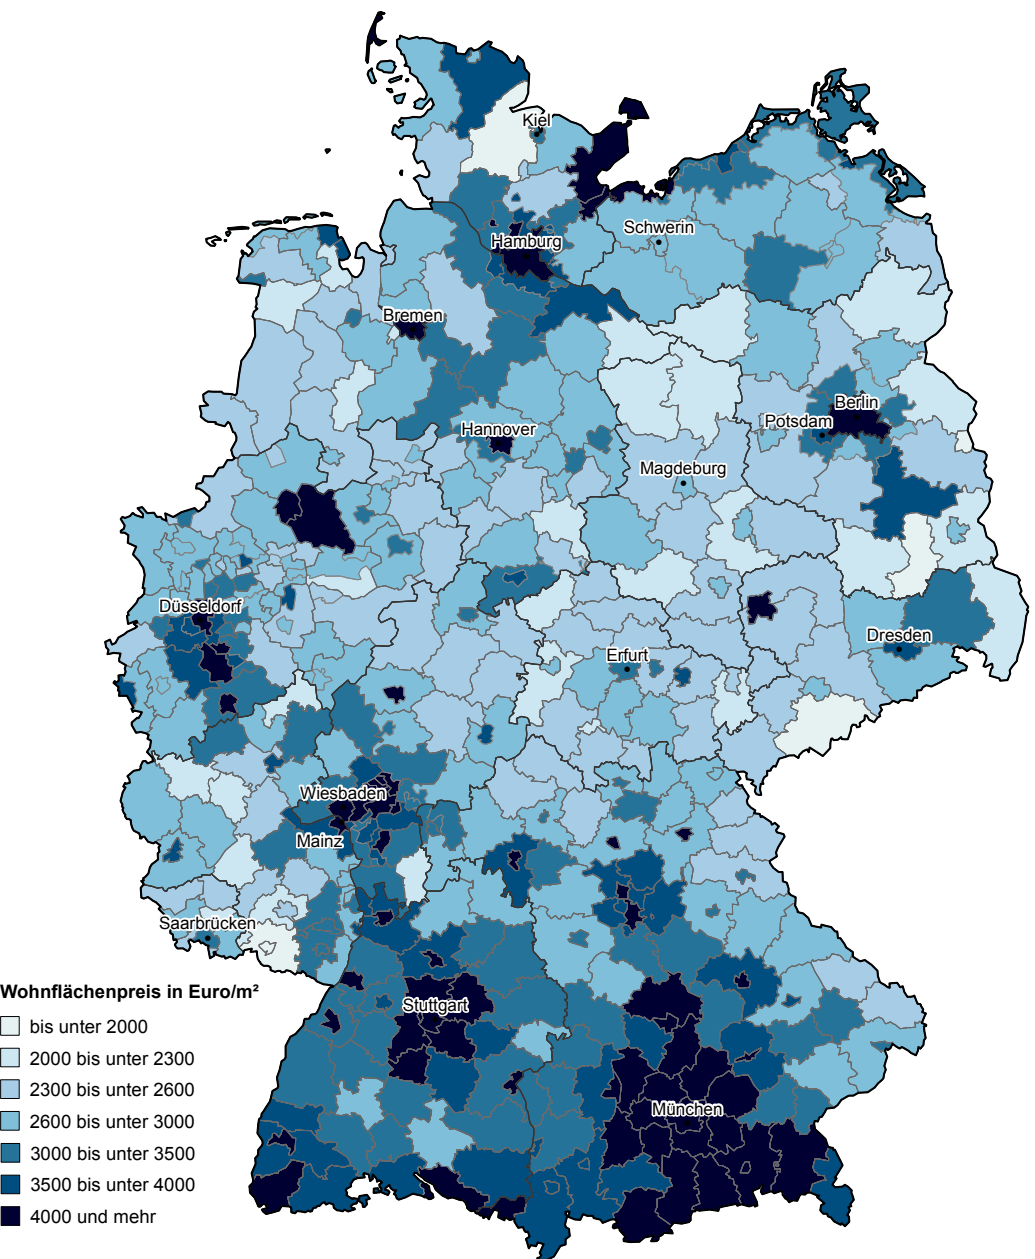 Kiel
Schwerin
Hamburg
Bremen
Berlin
Potsdam
Hannover
Magdeburg
Düsseldorf
Dresden
Erfurt
Wiesbaden
Mainz
Saarbrücken
Stuttgart
München
Wohnflächenpreis in Euro/m²
bis unter 2000
2000 bis unter 2300
2300 bis unter 2600
2600 bis unter 3000
3000 bis unter 3500
3500 bis unter 4000
4000 und mehr